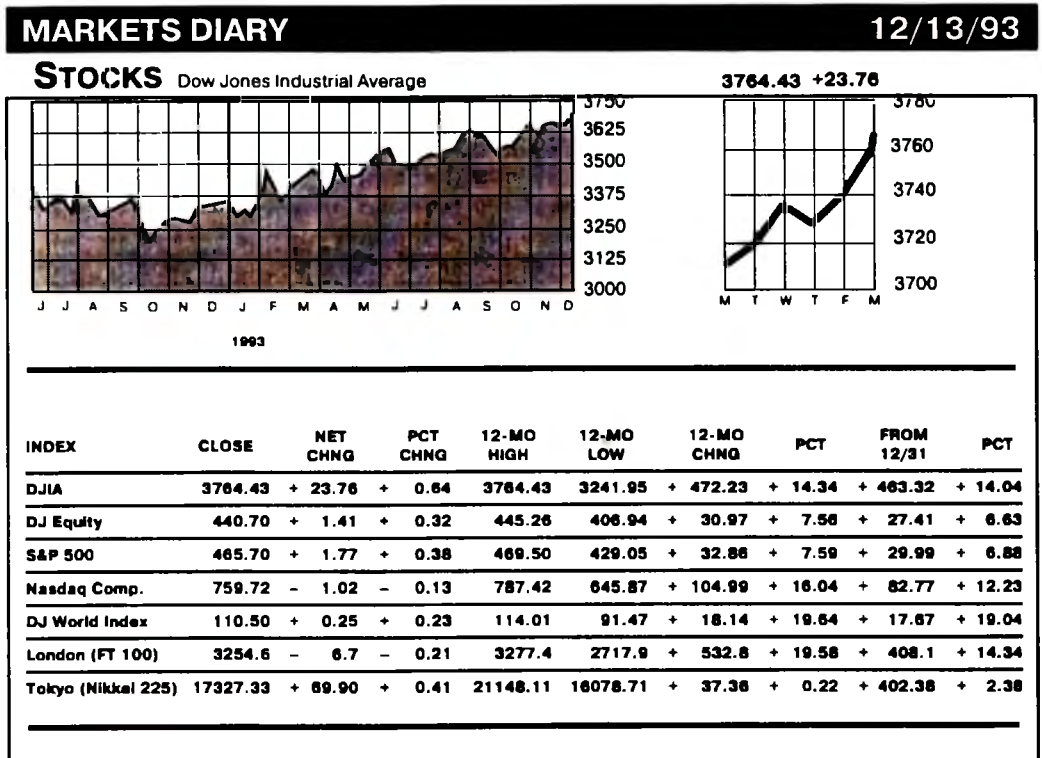 MARKETS DIARY 12/13/93
STOCKS Dow Jones Industrial Average 3764.43 +23.76
3750
3625
3500
3375
3250
3125
3000
J J A S O N D J F M A M J J A S O N D
1993
3780
3760
3740
3720
3700
M T W T F M
INDEX CLOSE NET CHNG PCT CHNG 12-MO HIGH 12-MO LOW 12-MO CHNG PCT FROM 12/31 PCT
DJIA 3764.43 + 23.76 + 0.64 3764.43 3241.95 + 472.23 + 14.34 + 463.32 + 14.04
DJ Equity 440.70 + 1.41 + 0.32 445.26 406.94 + 30.97 + 7.56 + 27.41 + 6.63
S&P 500 465.70 + 1.77 + 0.38 469.50 429.05 + 32.86 + 7.59 + 29.99 + 6.88
Nasdaq Comp. 759.72 - 1.02 - 0.13 787.42 645.87 + 104.99 + 16.04 + 82.77 + 12.23
DJ World Index 110.50 + 0.25 + 0.23 114.01 91.47 + 18.14 + 19.64 + 17.67 + 19.04
London (FT 100) 3254.6 - 6.7 - 0.21 3277.4 2717.9 + 532.8 + 19.58 + 408.1 + 14.34
Tokyo (Nikkei 225) 17327.33 + 69.90 + 0.41 21148.11 16078.71 + 37.36 + 0.22 + 402.38 + 2.38